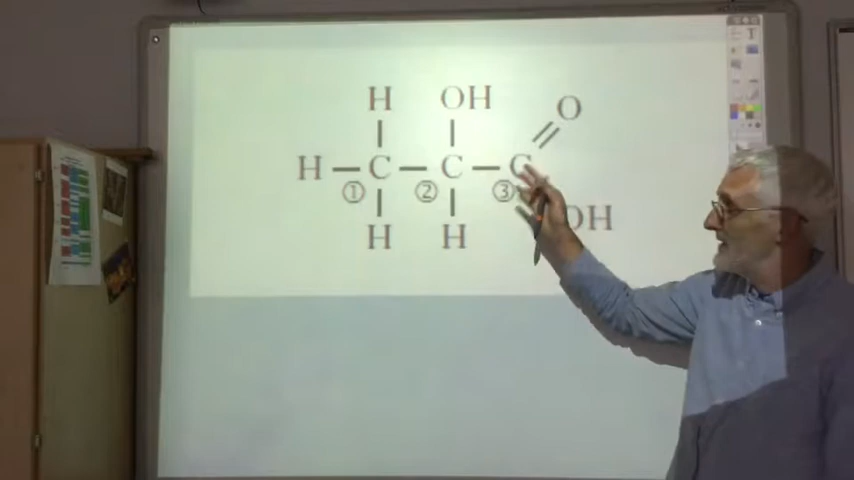 H OH O
H C C C
① ② ③
H H OH